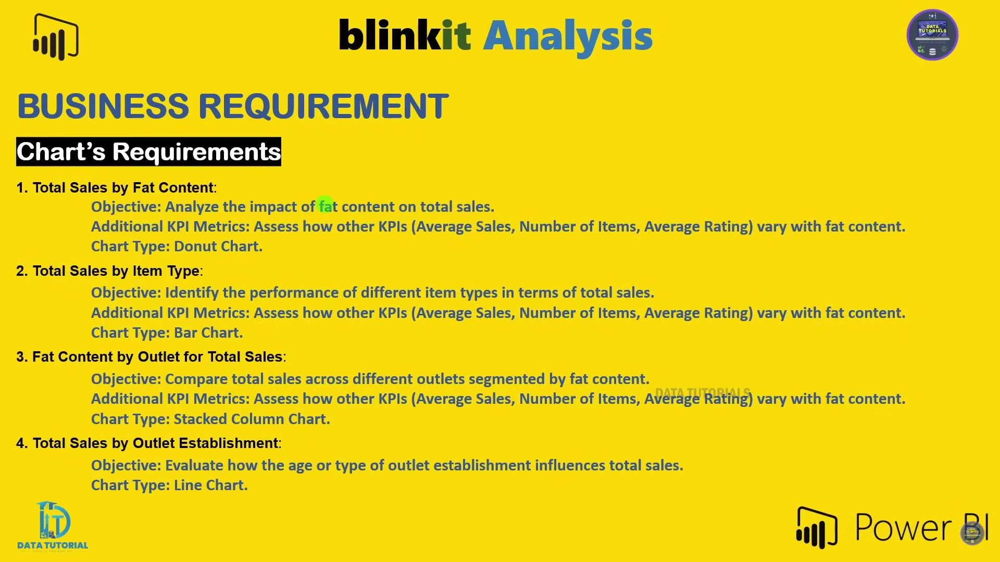 blinkit Analysis
DATA
TUTORIALS
BUSINESS REQUIREMENT
Chart’s Requirements
1. Total Sales by Fat Content:
Objective: Analyze the impact of fat content on total sales.
Additional KPI Metrics: Assess how other KPIs (Average Sales, Number of Items, Average Rating) vary with fat content.
Chart Type: Donut Chart.
2. Total Sales by Item Type:
Objective: Identify the performance of different item types in terms of total sales.
Additional KPI Metrics: Assess how other KPIs (Average Sales, Number of Items, Average Rating) vary with fat content.
Chart Type: Bar Chart.
3. Fat Content by Outlet for Total Sales:
Objective: Compare total sales across different outlets segmented by fat content.
DATA TUTORIALS
Additional KPI Metrics: Assess how other KPIs (Average Sales, Number of Items, Average Rating) vary with fat content.
Chart Type: Stacked Column Chart.
4. Total Sales by Outlet Establishment:
Objective: Evaluate how the age or type of outlet establishment influences total sales.
Chart Type: Line Chart.
DATA TUTORIAL
Power BI